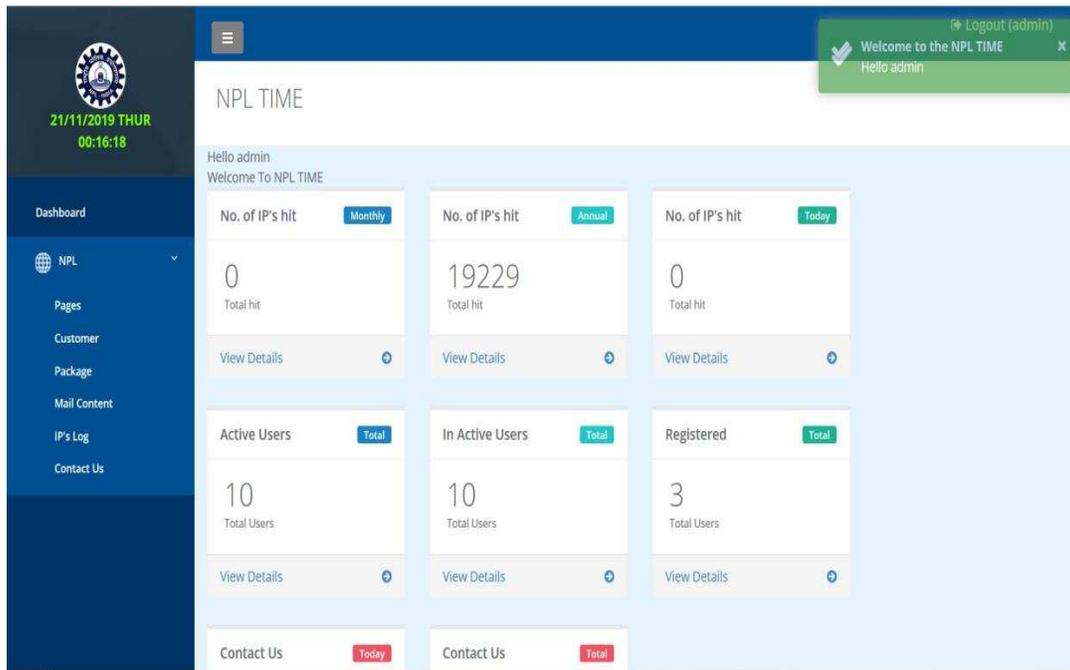 21/11/2019 THUR
00:16:18
Dashboard
NPL
Pages
Customer
Package
Mail Content
IP's Log
Contact Us
Logout (admin)
Welcome to the NPL TIME x
Hello admin
NPL TIME
Hello admin
Welcome To NPL TIME
No. of IP's hit Monthly
0
Total hit
View Details
No. of IP's hit Annual
19229
Total hit
View Details
No. of IP's hit Today
0
Total hit
View Details
Active Users Total
10
Total Users
View Details
In Active Users Total
10
Total Users
View Details
Registered Total
3
Total Users
View Details
Contact Us Today
Contact Us Total